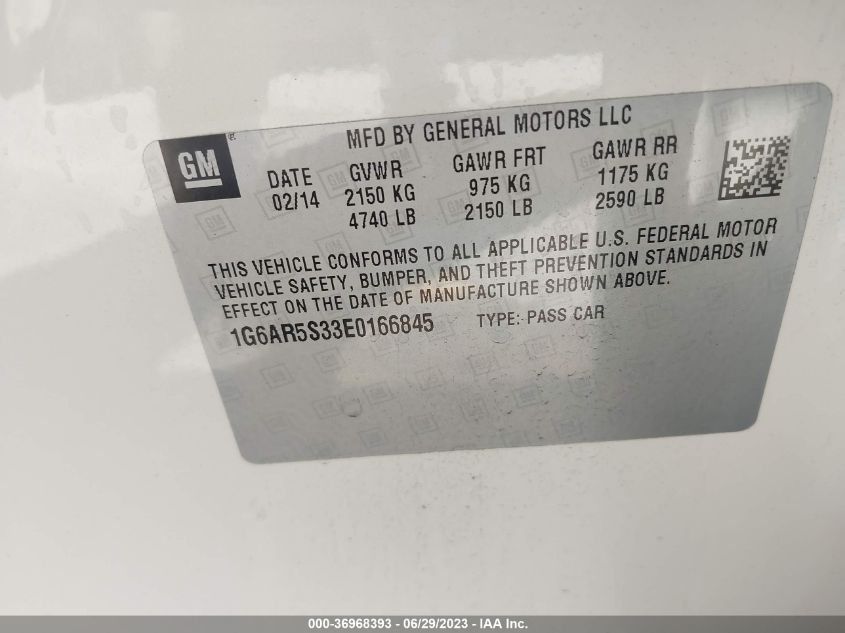 GM
MFD BY GENERAL MOTORS LLC
DATE GVWR GAWR FRT GAWR RR
02/14 2150 KG 975 KG 1175 KG
4740 LB 2150 LB 2590 LB
THIS VEHICLE CONFORMS TO ALL APPLICABLE U.S. FEDERAL MOTOR
VEHICLE SAFETY, BUMPER, AND THEFT PREVENTION STANDARDS IN
EFFECT ON THE DATE OF MANUFACTURE SHOWN ABOVE.
1G6AR5S33E0166845 TYPE: PASS CAR
000-36968393 - 06/29/2023 - IAA Inc.